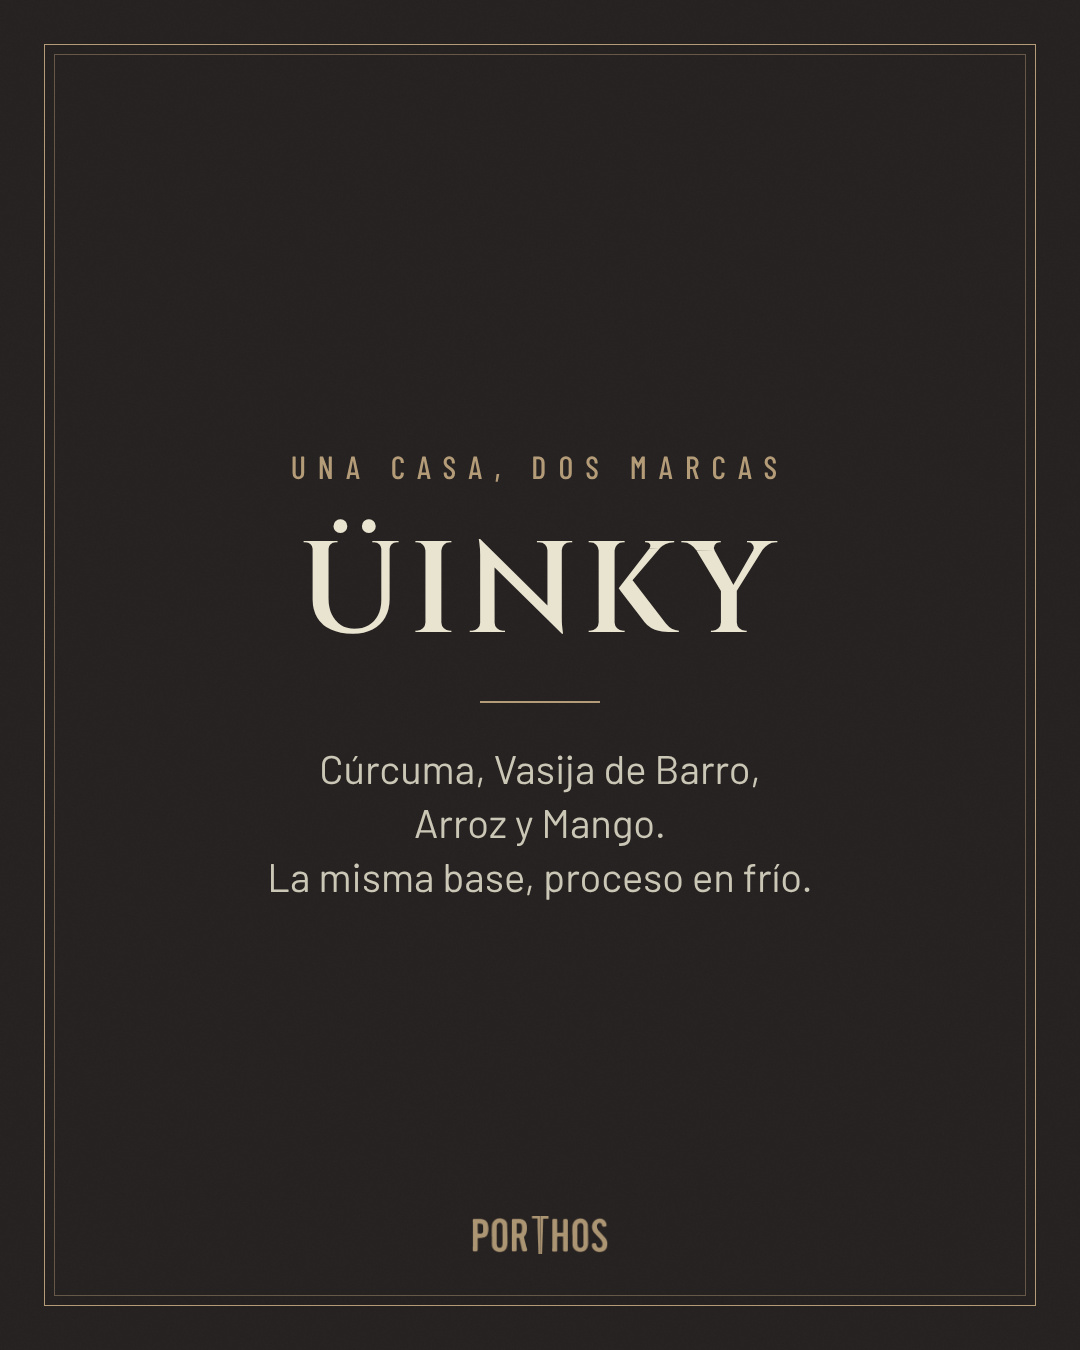 UNA CASA, DOS MARCAS
ÜINKY
Cúrcuma, Vasija de Barro,
Arroz y Mango.
La misma base, proceso en frío.
PORTHOS